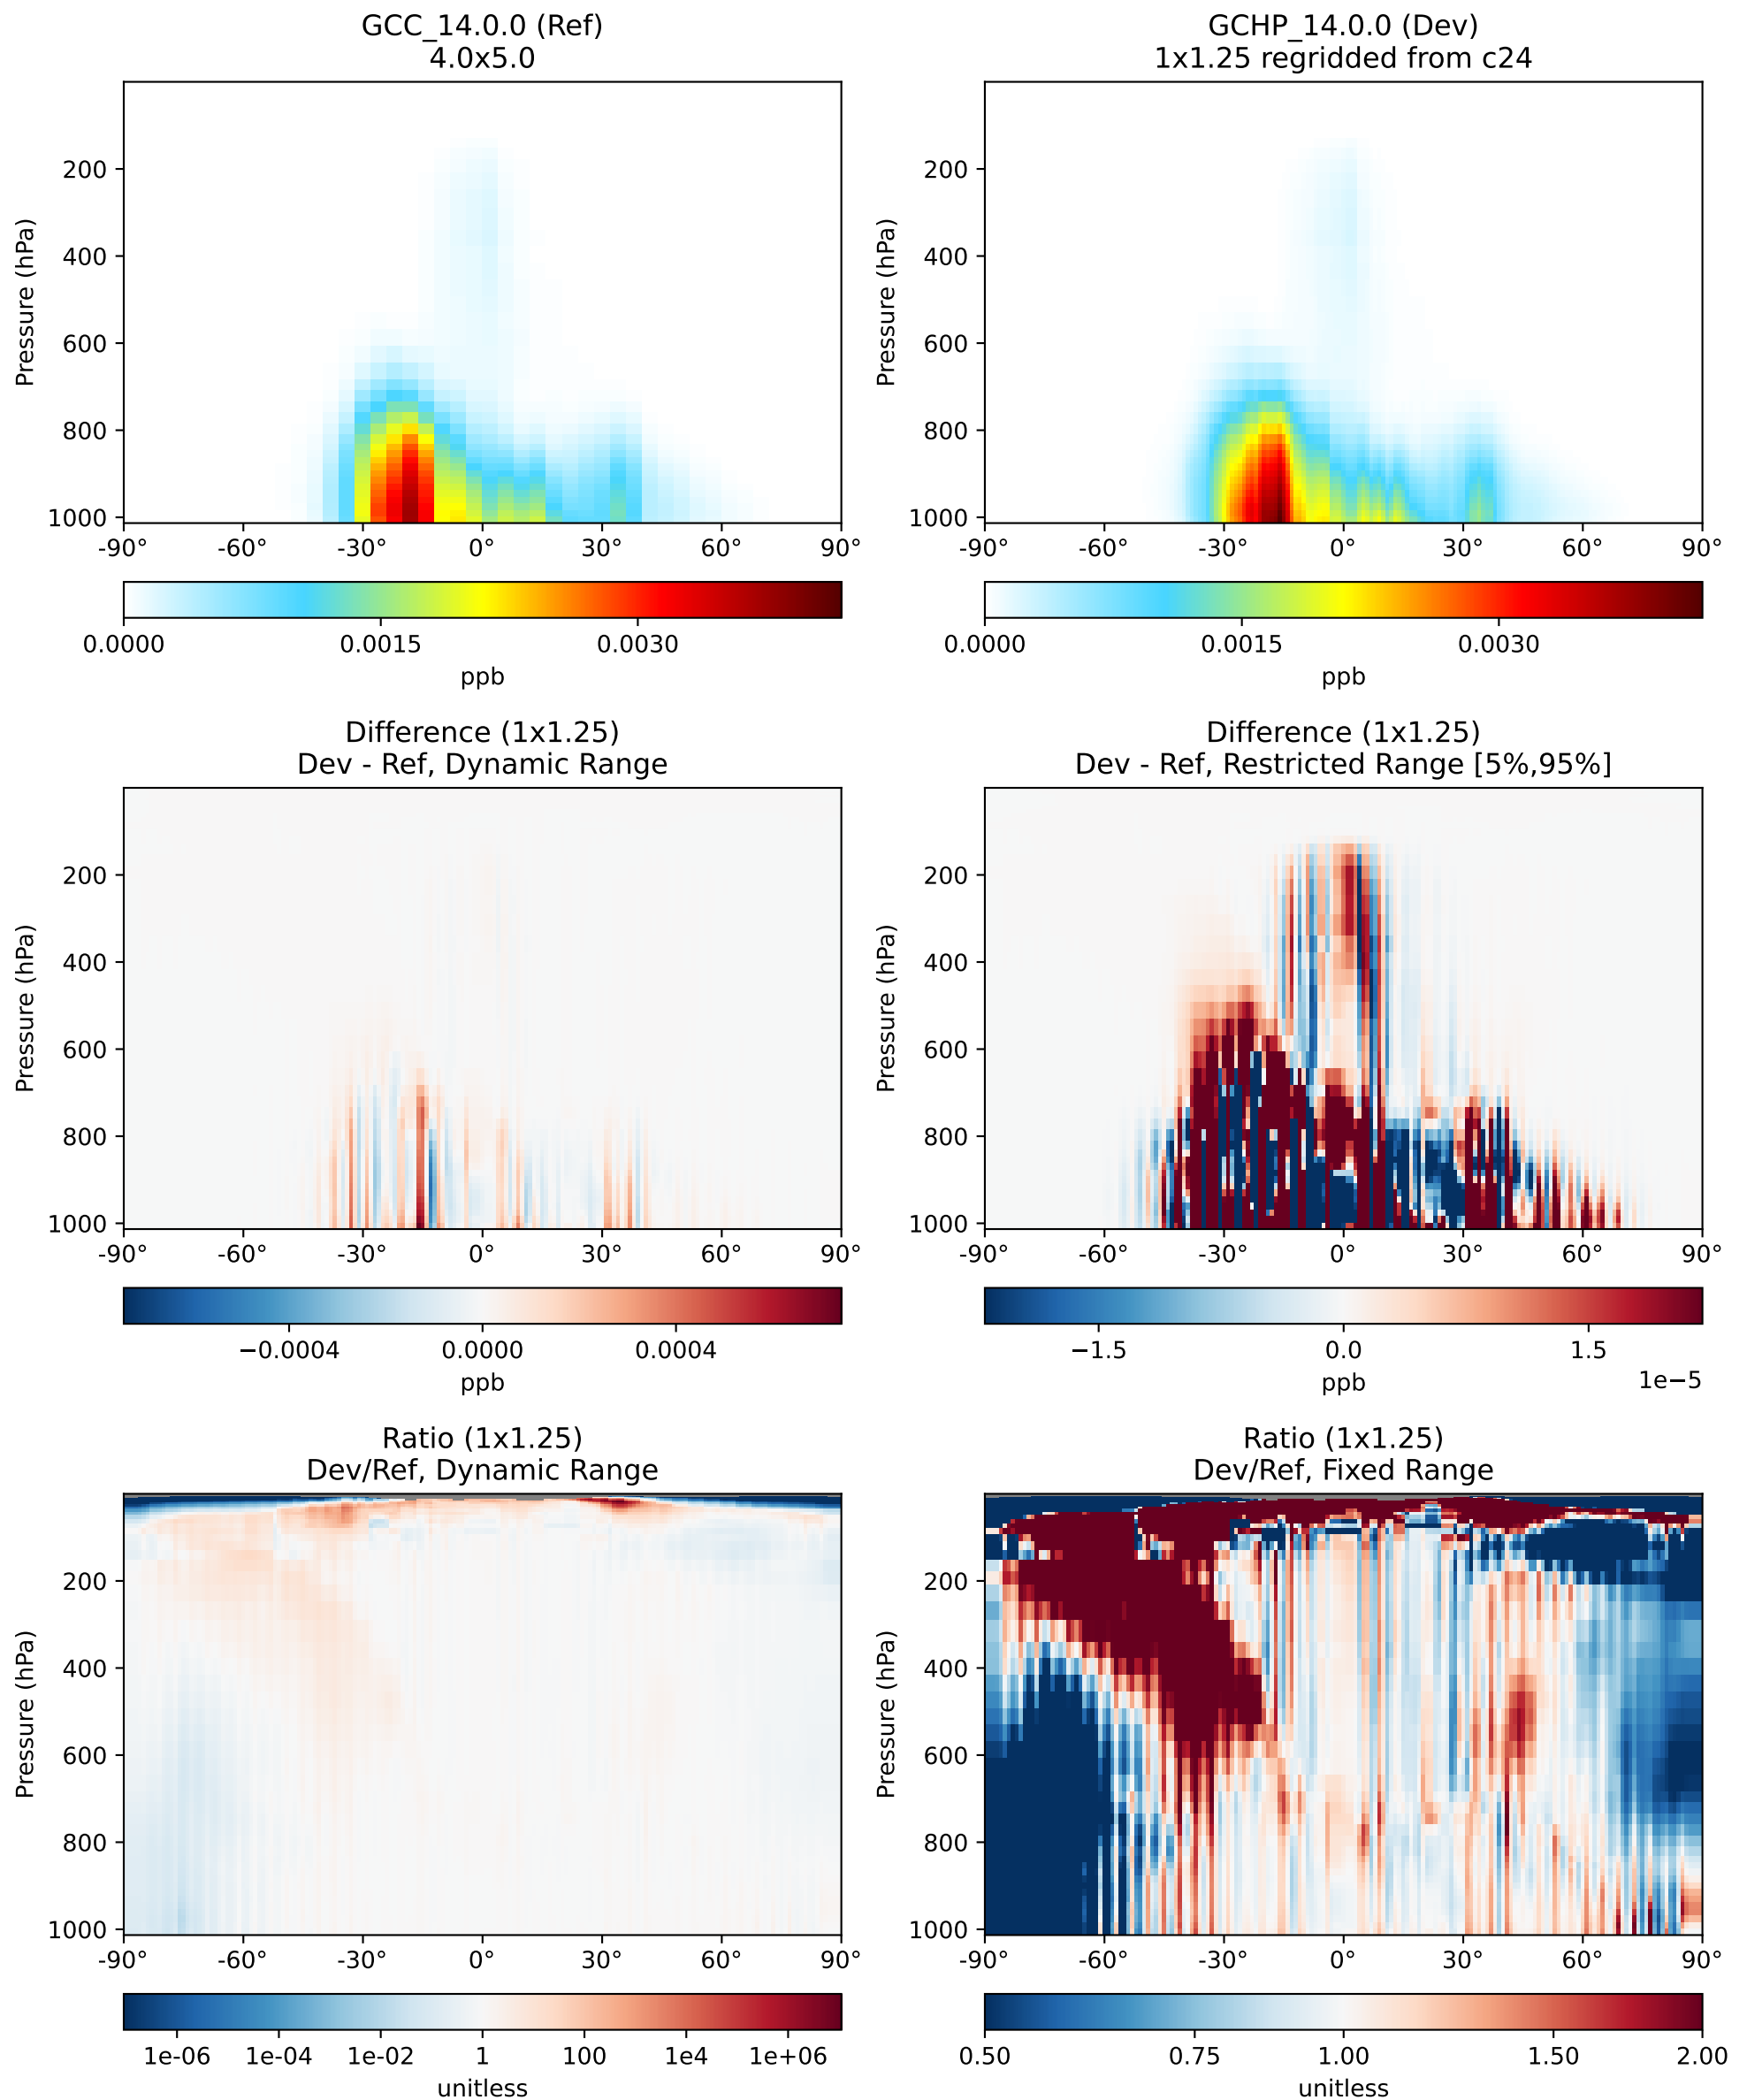 GCC_14.0.0 (Ref)
4.0x5.0
Pressure (hPa)
200
400
600
800
1000
-90° -60° -30° 0° 30° 60° 90°
0.0000 0.0015 0.0030
ppb
GCHP_14.0.0 (Dev)
1x1.25 regridded from c24
Pressure (hPa)
200
400
600
800
1000
-90° -60° -30° 0° 30° 60° 90°
0.0000 0.0015 0.0030
ppb
Difference (1x1.25)
Dev - Ref, Dynamic Range
Pressure (hPa)
200
400
600
800
1000
-90° -60° -30° 0° 30° 60° 90°
−0.0004 0.0000 0.0004
ppb
Difference (1x1.25)
Dev - Ref, Restricted Range [5%,95%]
Pressure (hPa)
200
400
600
800
1000
-90° -60° -30° 0° 30° 60° 90°
−1.5 0.0 1.5
ppb 1e−5
Ratio (1x1.25)
Dev/Ref, Dynamic Range
Pressure (hPa)
200
400
600
800
1000
-90° -60° -30° 0° 30° 60° 90°
1e-06 1e-04 1e-02 1 100 1e4 1e+06
unitless
Ratio (1x1.25)
Dev/Ref, Fixed Range
Pressure (hPa)
200
400
600
800
1000
-90° -60° -30° 0° 30° 60° 90°
0.50 0.75 1.00 1.50 2.00
unitless